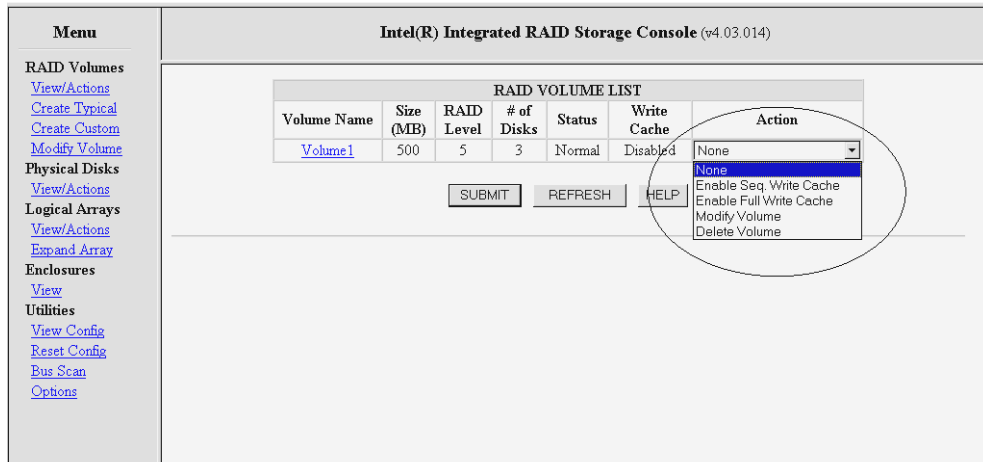 Menu
Intel(R) Integrated RAID Storage Console (v4.03.014)
RAID Volumes
View/Actions
Create Typical
Create Custom
Modify Volume
Physical Disks
View/Actions
Logical Arrays
View/Actions
Expand Array
Enclosures
View
Utilities
View Config
Reset Config
Bus Scan
Options
RAID VOLUME LIST
Volume Name Size (MB) RAID Level # of Disks Status Write Cache Action
Volume1 500 5 3 Normal Disabled None
None
Enable Seq. Write Cache
Enable Full Write Cache
Modify Volume
Delete Volume
SUBMIT REFRESH HELP